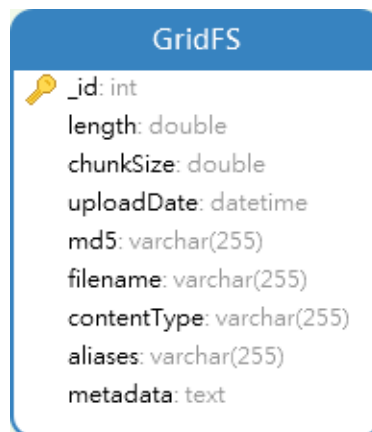 GridFS
_id: int
length: double
chunkSize: double
uploadDate: datetime
md5: varchar(255)
filename: varchar(255)
contentType: varchar(255)
aliases: varchar(255)
metadata: text